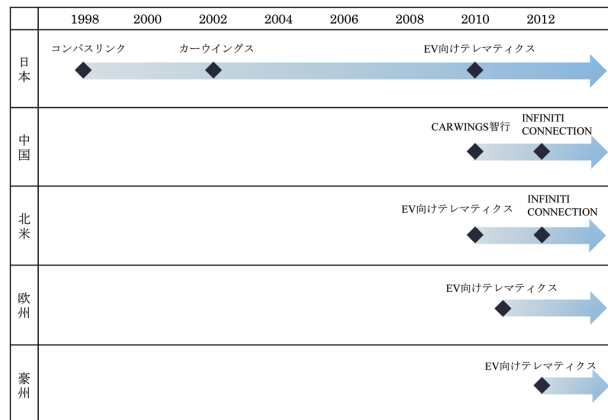 1998 2000 2002 2004 2006 2008 2010 2012
日本
コンパスリンク カーウイングス EV向けテレマティクス
中国
CARWINGS智行
INFINITI
CONNECTION
北米
EV向けテレマティクス
INFINITI
CONNECTION
欧州
EV向けテレマティクス
豪州
EV向けテレマティクス